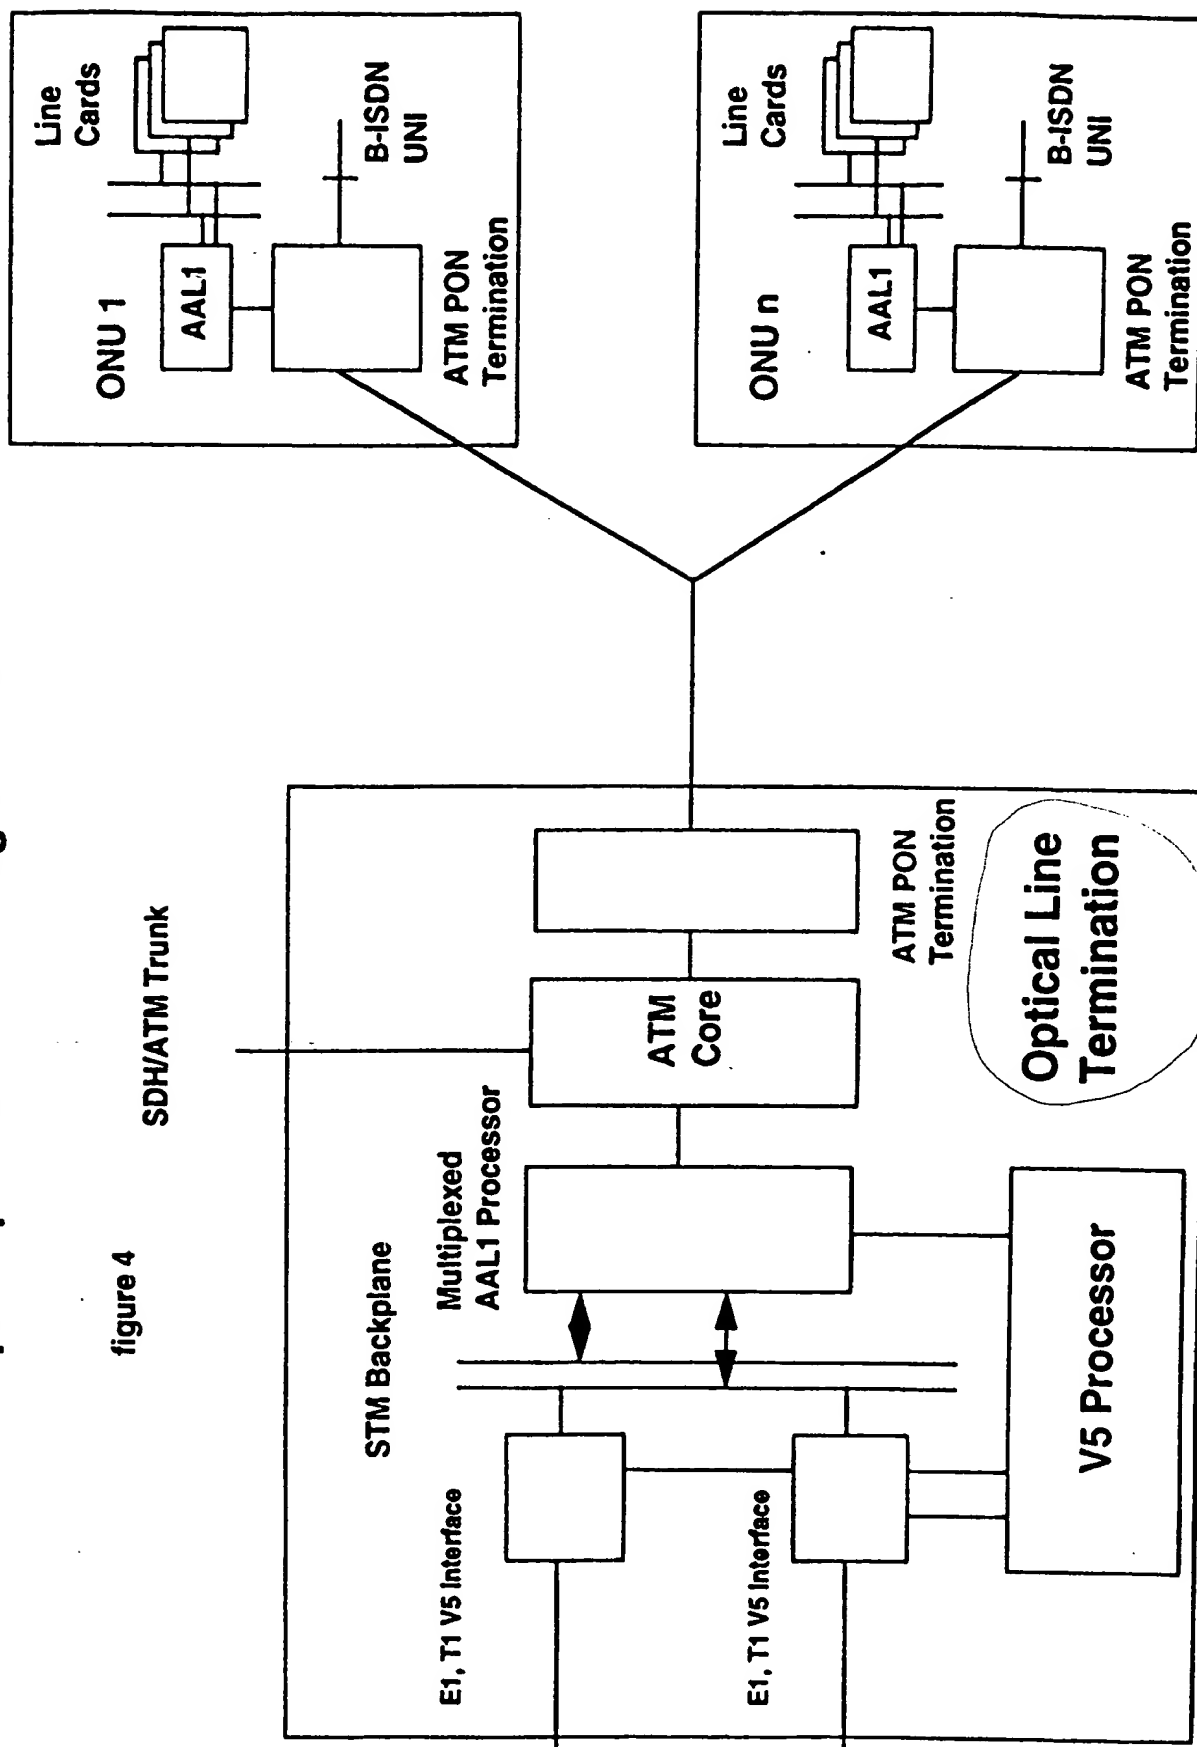 figure 4
SDH/ATM Trunk
STM Backplane
Multiplexed
AAL1 Processor
ATM
Core
E1, T1 V5 Interface
E1, T1 V5 Interface
V5 Processor
ATM PON
Termination
Optical Line
Termination
ONU 1
Line
Cards
AAL1
B-ISDN
UNI
ATM PON
Termination
ONU n
Line
Cards
AAL1
B-ISDN
UNI
ATM PON
Termination